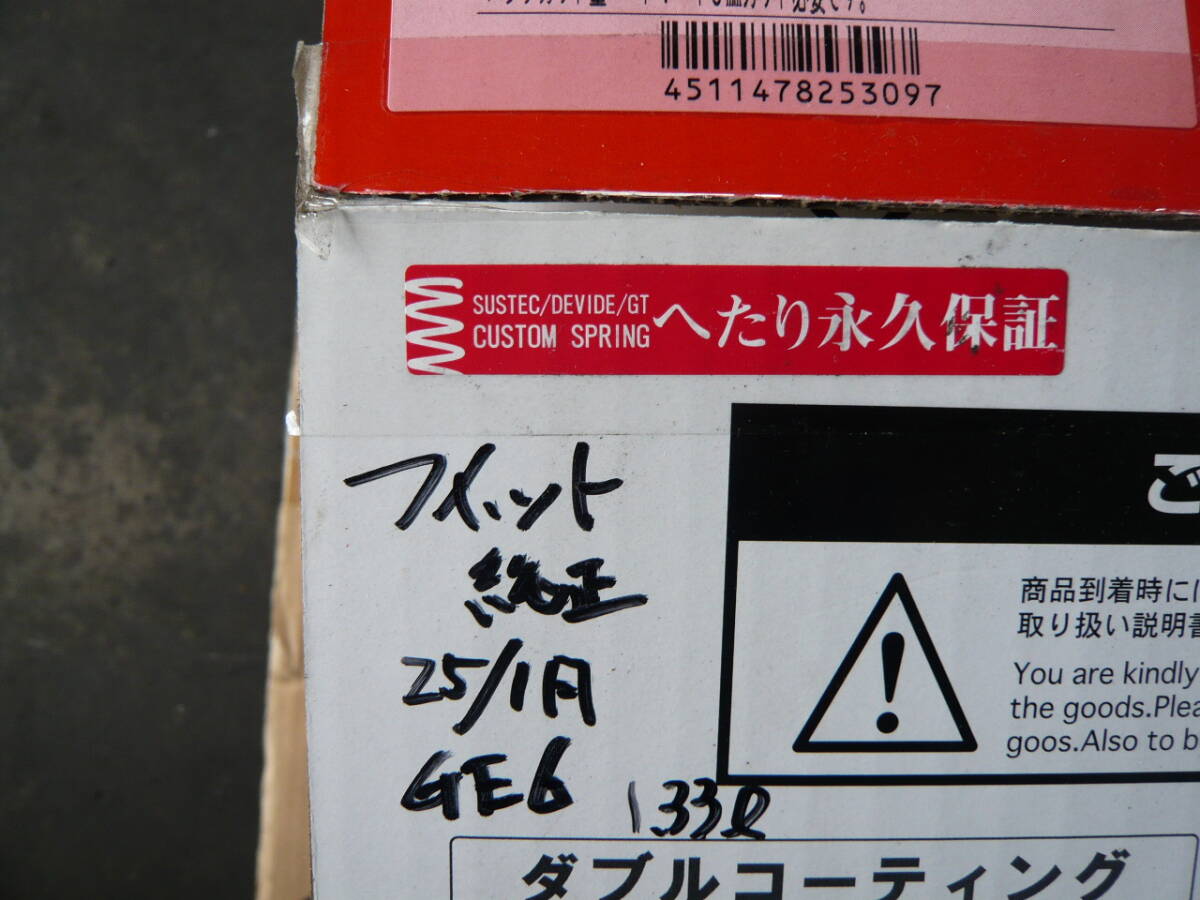 4511478253097
SUSTEC/DEVIDE/GT
CUSTOM SPRING
へたり永久保証
フィット
純正
25/1月
GE6 1.33ℓ
ご
商品到着時に
取り扱い説明書
You are kindly
the goods.Plea
goos.Also to b
ダブルコーティング